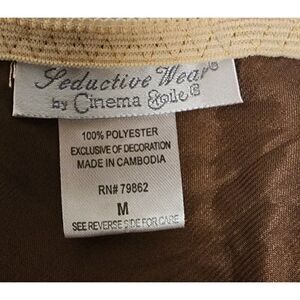 Seductive Wear®
by Cinema Etoile®
100% POLYESTER
EXCLUSIVE OF DECORATION
MADE IN CAMBODIA
RN# 79862
M
SEE REVERSE SIDE FOR CARE